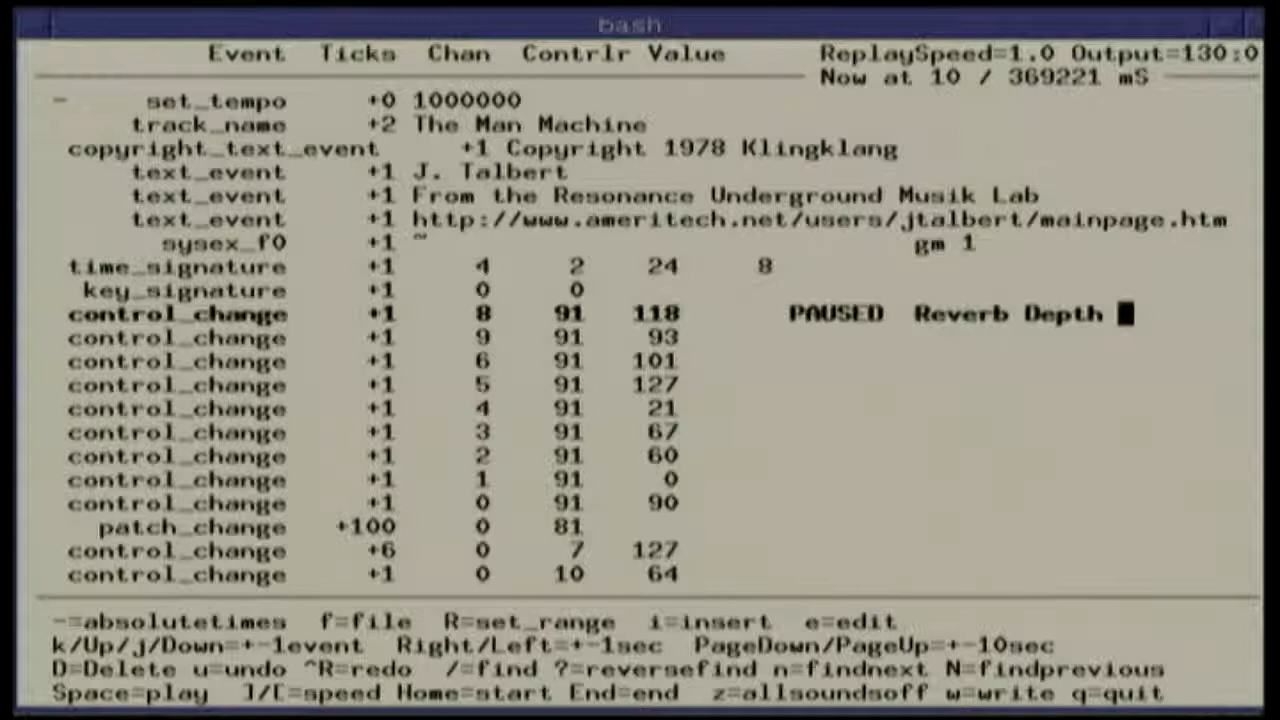 bash
Event Ticks Chan Contrlr Value ReplaySpeed=1.0 Output=130:0
Now at 10 / 369221 mS
set_tempo +0 1000000
track_name +2 The Man Machine
copyright_text_event +1 Copyright 1978 Klingklang
text_event +1 J. Talbert
text_event +1 From the Resonance Underground Musik Lab
text_event +1 http://www.ameritech.net/users/jtalbert/mainpage.htm
sysex_f0 +1 ~ gm 1
time_signature +1 4 2 24 8
key_signature +1 0 0
control_change +1 8 91 118 PAUSED Reverb Depth
control_change +1 9 91 93
control_change +1 6 91 101
control_change +1 5 91 127
control_change +1 4 91 21
control_change +1 3 91 67
control_change +1 2 91 60
control_change +1 1 91 0
control_change +1 0 91 90
patch_change +100 0 81
control_change +6 0 7 127
control_change +1 0 10 64
-=absolutetimes f=file R=set_range i=insert e=edit
k/Up/j/Down=+-1event Right/Left=+-1sec PageDown/PageUp=+-10sec
D=Delete u=undo ^R=redo /=find ?=reversefind n=findnext N=findprevious
Space=play ]/[=speed Home=start End=end z=allsoundsoff w=write q=quit